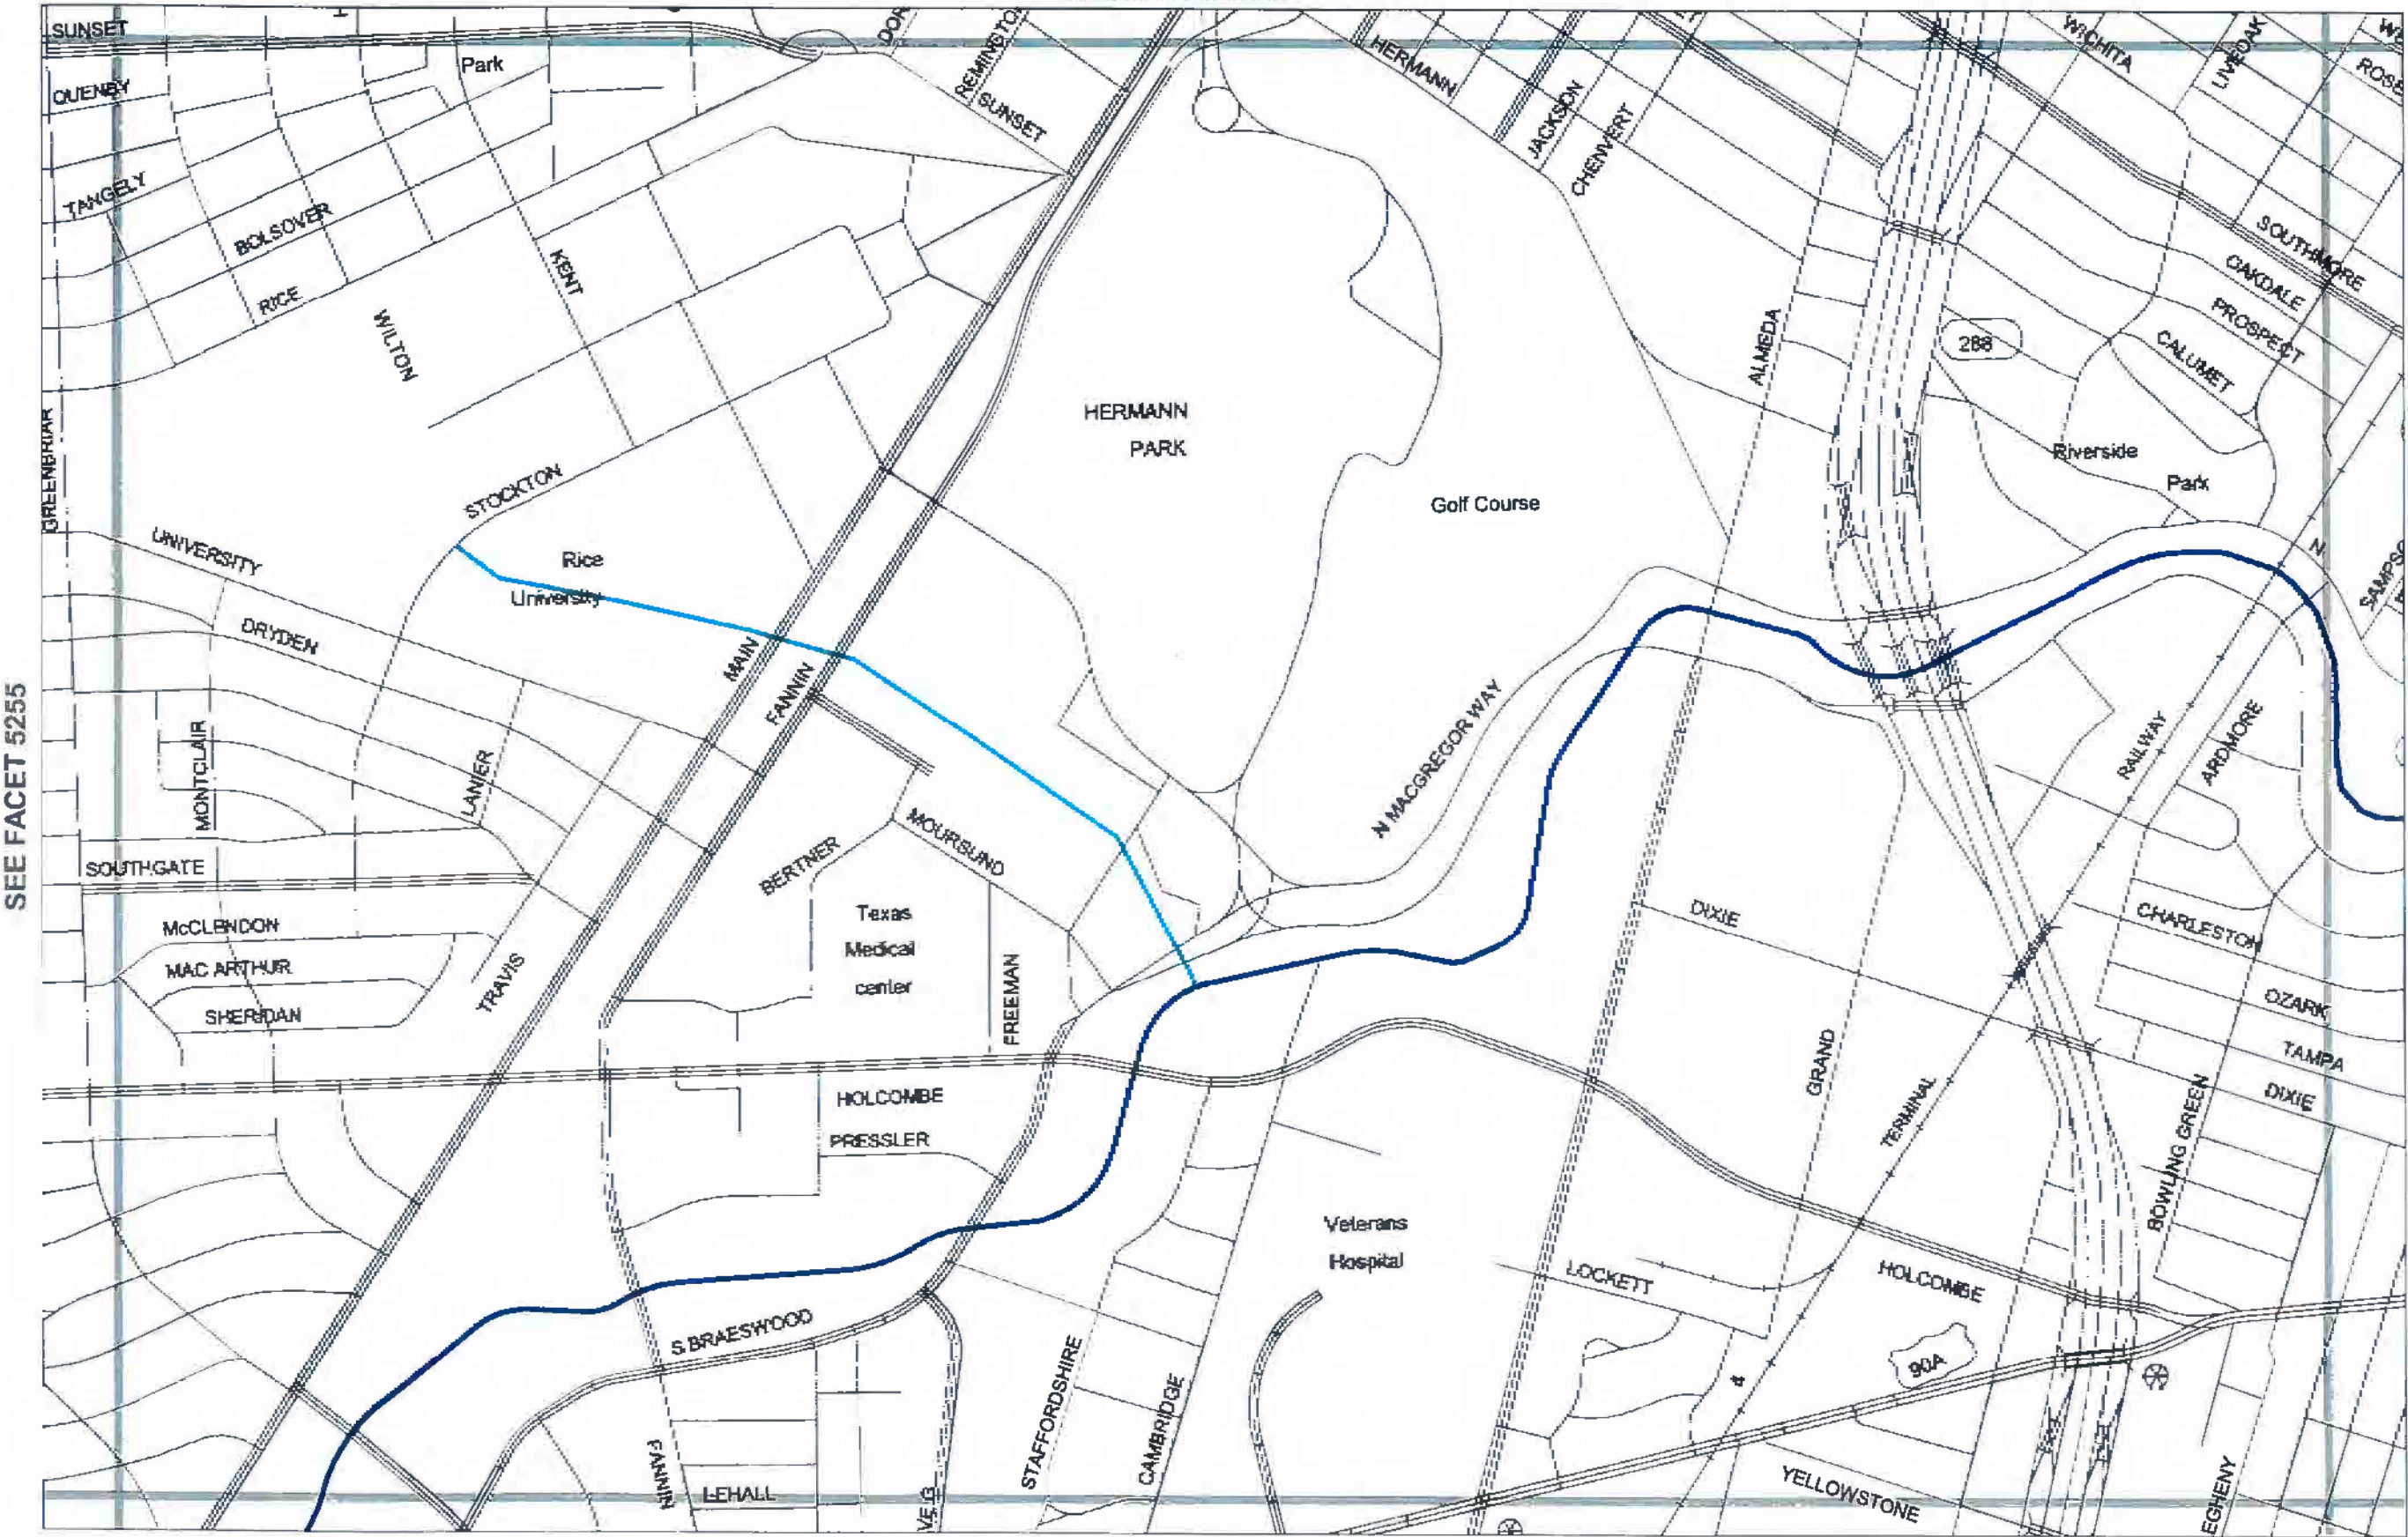 SUNSET
QUENBY
Park
REMINGTO
SUNSET
HERMANN
JACKSON
CHENVERT
WICHITA
LIVEOAK
TANGELY
BOLSOVER
RICE
KENT
WILTON
SOUTHMORE
OAKDALE
PROSPECT
CALUMET
288
ALMEDA
HERMANN
PARK
GREENBRIAR
STOCKTON
Golf Course
Riverside
Park
UNIVERSITY
Rice
University
DRYDEN
MAIN
FANNIN
N
SAMPS
N MACGREGOR WAY
RAILWAY
ARDMORE
SEE FACET 5255
MONTCLAIR
LANIER
SOUTHGATE
BERTNER
MOURSUND
McCLENDON
MAC ARTHUR
SHERIDAN
TRAVIS
Texas
Medical
center
FREEMAN
DIXIE
CHARLESTON
OZARK
TAMPA
DIXIE
GRAND
TERMINAL
BOWLING GREEN
HOLCOMBE
PRESSLER
Veterans
Hospital
LOCKETT
HOLCOMBE
90A
S BRAESWOOD
STAFFORDSHIRE
CAMBRIDGE
FANNIN
LEHALL
YELLOWSTONE
EGHENY